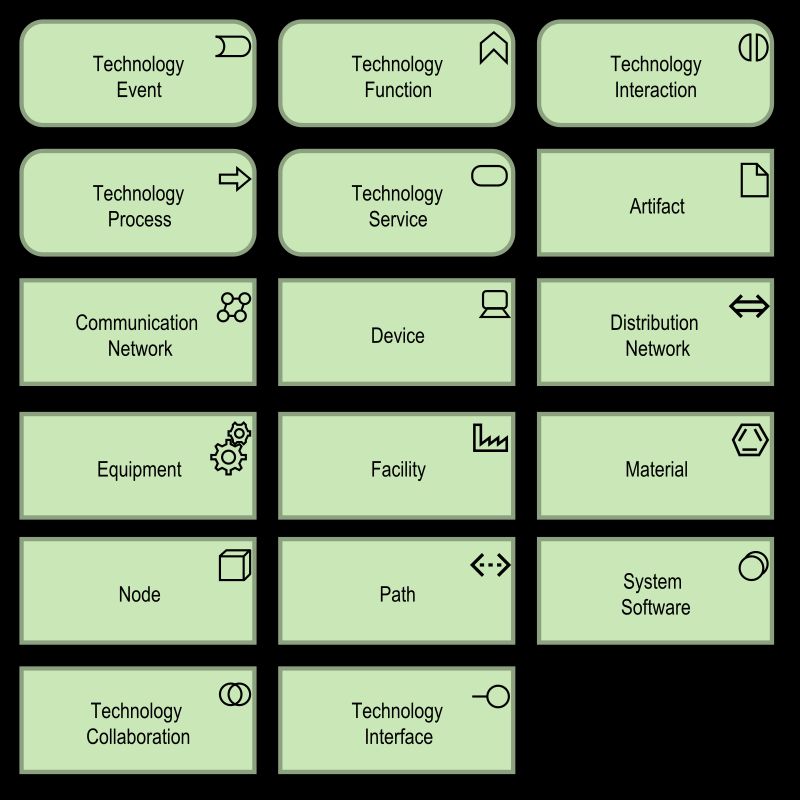 Technology
Event
Technology
Function
Technology
Interaction
Technology
Process
Technology
Service
Artifact
Communication
Network
Device
Distribution
Network
Equipment
Facility
Material
Node
Path
System
Software
Technology
Collaboration
Technology
Interface